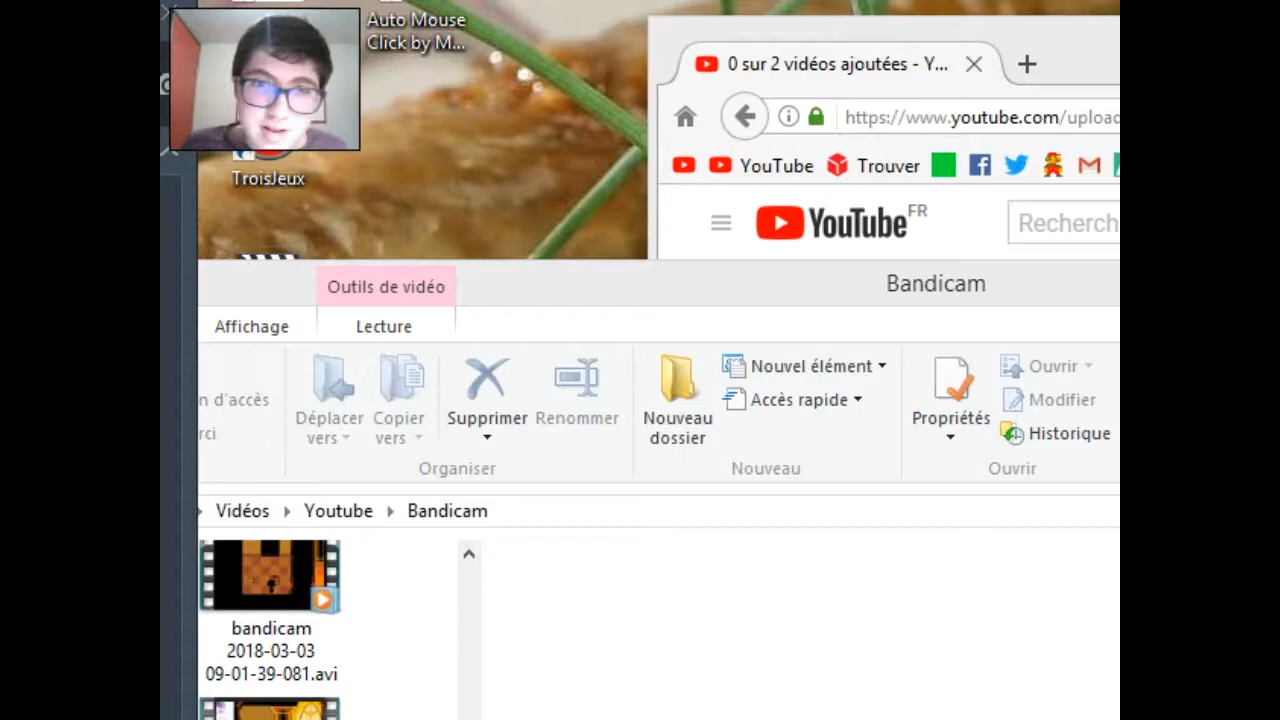 Auto Mouse
Click by M...
TroisJeux
0 sur 2 vidéos ajoutées - Y...
https://www.youtube.com/upload
YouTube
Trouver
YouTube FR
Recherch
Outils de vidéo
Bandicam
Affichage
Lecture
n d'accès
rci
Déplacer vers
Copier vers
Supprimer
Renommer
Organiser
Nouveau dossier
Nouvel élément
Accès rapide
Nouveau
Propriétés
Ouvrir
Modifier
Historique
Ouvrir
Vidéos
Youtube
Bandicam
bandicam
2018-03-03
09-01-39-081.avi